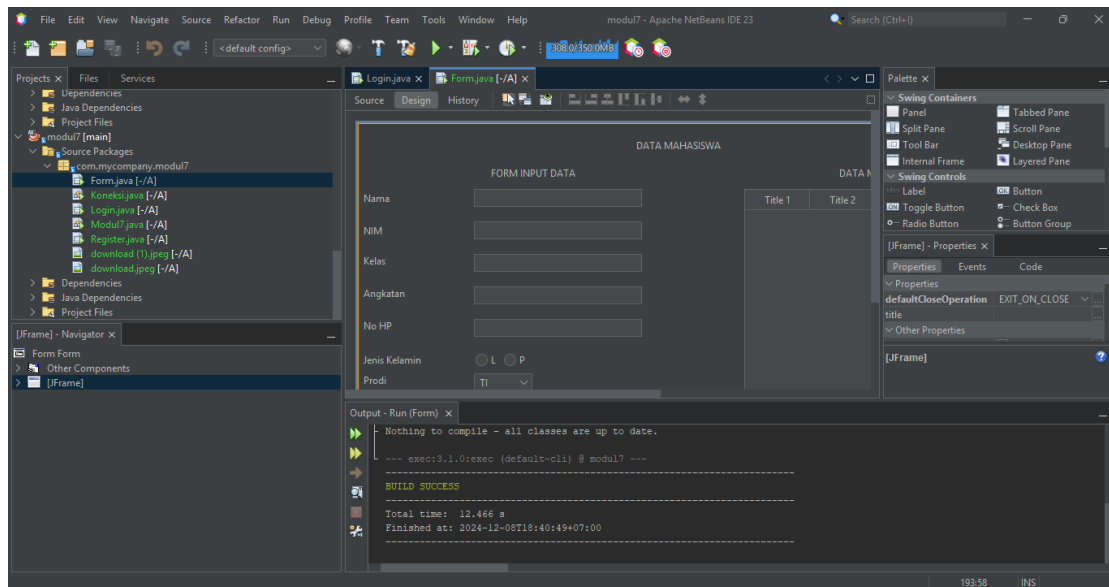 File Edit View Navigate Source Refactor Run Debug Profile Team Tools Window Help modul7 - Apache NetBeans IDE 23 Search (Ctrl+I)
<default config> 308.0/350.0MB
Projects Files Services
Dependencies
Java Dependencies
Project Files
modul7 [main]
Source Packages
com.mycompany.modul7
Form.java [-/A]
Koneksi.java [-/A]
Login.java [-/A]
Modul7.java [-/A]
Register.java [-/A]
download (1).jpeg [-/A]
download.jpeg [-/A]
Dependencies
Java Dependencies
Project Files
[JFrame] - Navigator
Form Form
Other Components
[JFrame]
Login.java Form.java [-/A]
Source Design History
DATA MAHASISWA
FORM INPUT DATA DATA M
Nama Title 1 Title 2
NIM
Kelas
Angkatan
No HP
Jenis Kelamin L P
Prodi TI
Palette
Swing Containers
Panel Tabbed Pane
Split Pane Scroll Pane
Tool Bar Desktop Pane
Internal Frame Layered Pane
Swing Controls
Label Button
Toggle Button Check Box
Radio Button Button Group
[JFrame] - Properties
Properties Events Code
Properties
defaultCloseOperation EXIT_ON_CLOSE ...
title ...
Other Properties
[JFrame]
Output - Run (Form)
Nothing to compile - all classes are up to date.
--- exec:3.1.0:exec (default-cli) @ modul7 ---
------------------------------------------------------------------------
BUILD SUCCESS
------------------------------------------------------------------------
Total time: 12.466 s
Finished at: 2024-12-08T18:40:49+07:00
------------------------------------------------------------------------
193:58 INS